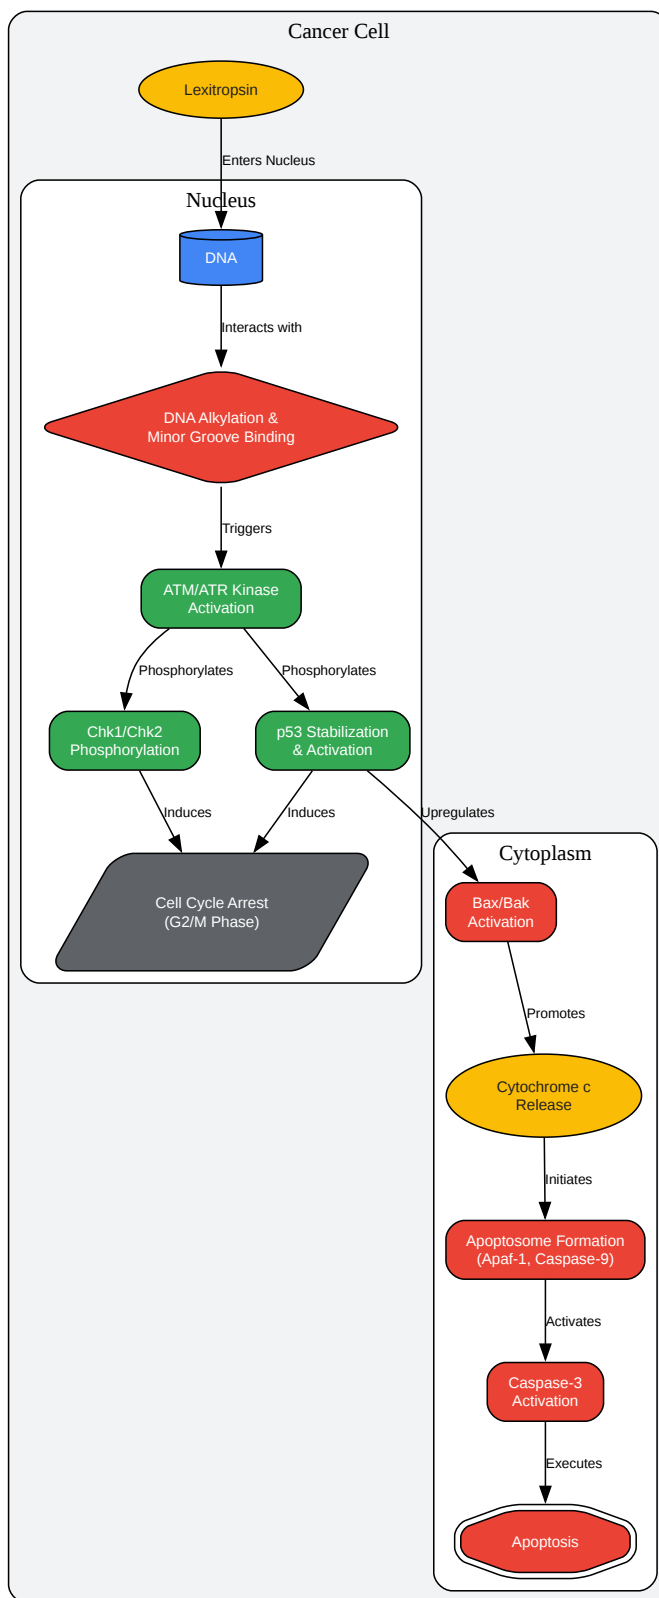 Cancer Cell
Lexitropsin
Enters Nucleus
Nucleus
DNA
Interacts with
DNA Alkylation &
Minor Groove Binding
Triggers
ATM/ATR Kinase
Activation
Phosphorylates
Phosphorylates
Chk1/Chk2
Phosphorylation
p53 Stabilization
& Activation
Induces
Induces
Upregulates
Cell Cycle Arrest
(G2/M Phase)
Cytoplasm
Bax/Bak
Activation
Promotes
Cytochrome c
Release
Initiates
Apoptosome Formation
(Apaf-1, Caspase-9)
Activates
Caspase-3
Activation
Executes
Apoptosis